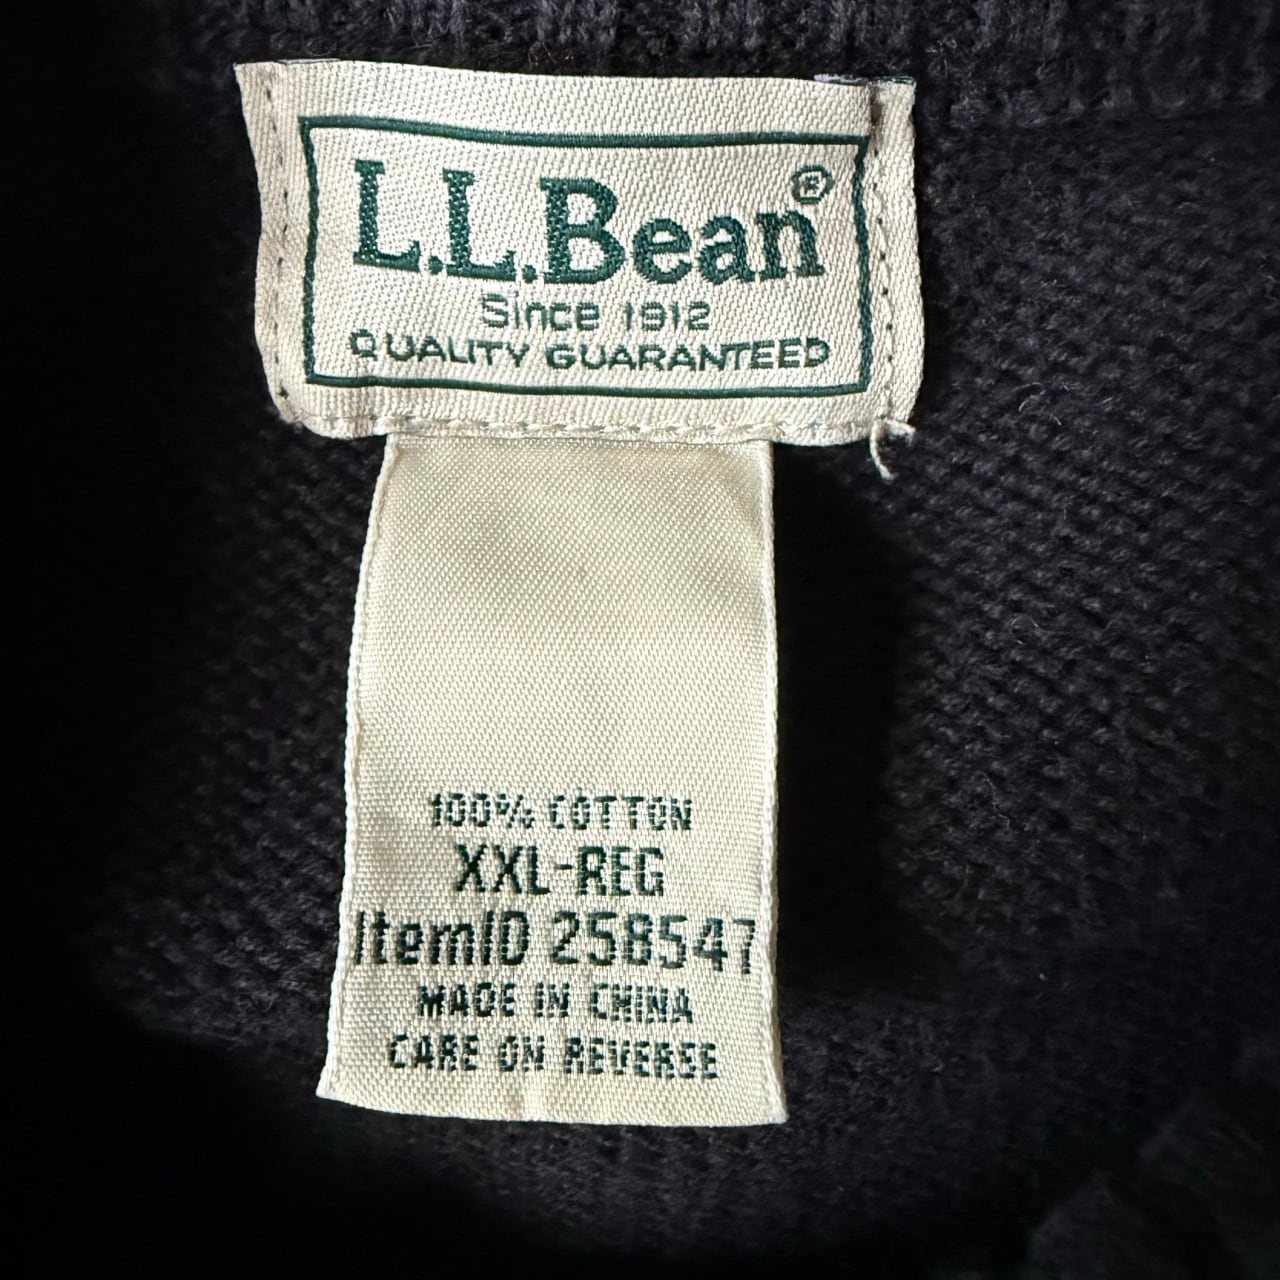 L.L.Bean®
Since 1912
QUALITY GUARANTEED
100% COTTON
XXL-REG
ItemID 258547
MADE IN CHINA
CARE ON REVERSE